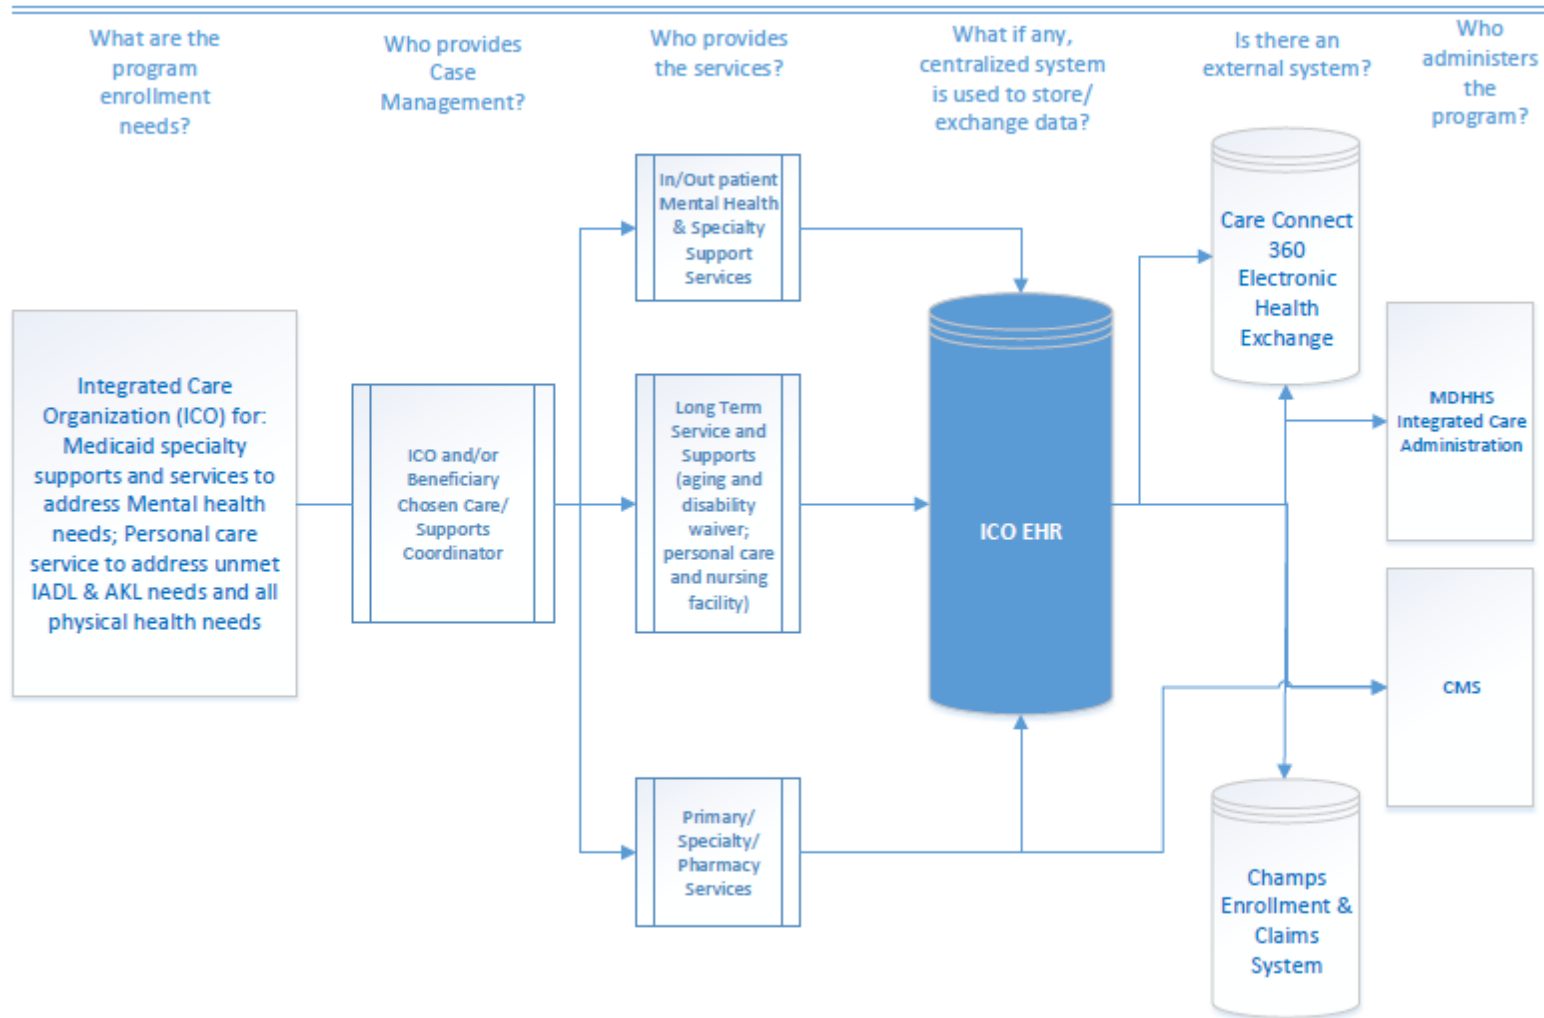 What are the
program
enrollment
needs?
Who provides
Case
Management?
Who provides
the services?
What if any,
centralized system
is used to store/
exchange data?
Is there an
external system?
Who
administers
the
program?
Integrated Care
Organization (ICO) for:
Medicaid specialty
supports and services to
address Mental health
needs; Personal care
service to address unmet
IADL & AKL needs and all
physical health needs
ICO and/or
Beneficiary
Chosen Care/
Supports
Coordinator
In/Out patient
Mental Health
& Specialty
Support
Services
Long Term
Service and
Supports
(aging and
disability
waiver;
personal care
and nursing
facility)
Primary/
Specialty/
Pharmacy
Services
ICO EHR
Care Connect
360
Electronic
Health
Exchange
Champs
Enrollment &
Claims
System
MDHHS
Integrated Care
Administration
CMS